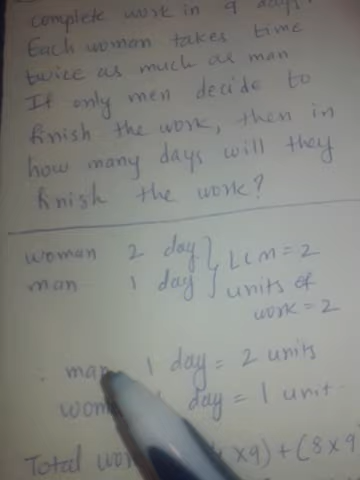 complete work in 9 days.
Each woman takes time
twice as much as man
If only men decide to
finish the work, then in
how many days will they
finish the work?
woman 2 day
man 1 day
LCM = 2
units of
work = 2
∴ man 1 day = 2 units
day = 1 unit
Total ×9) + (8×9